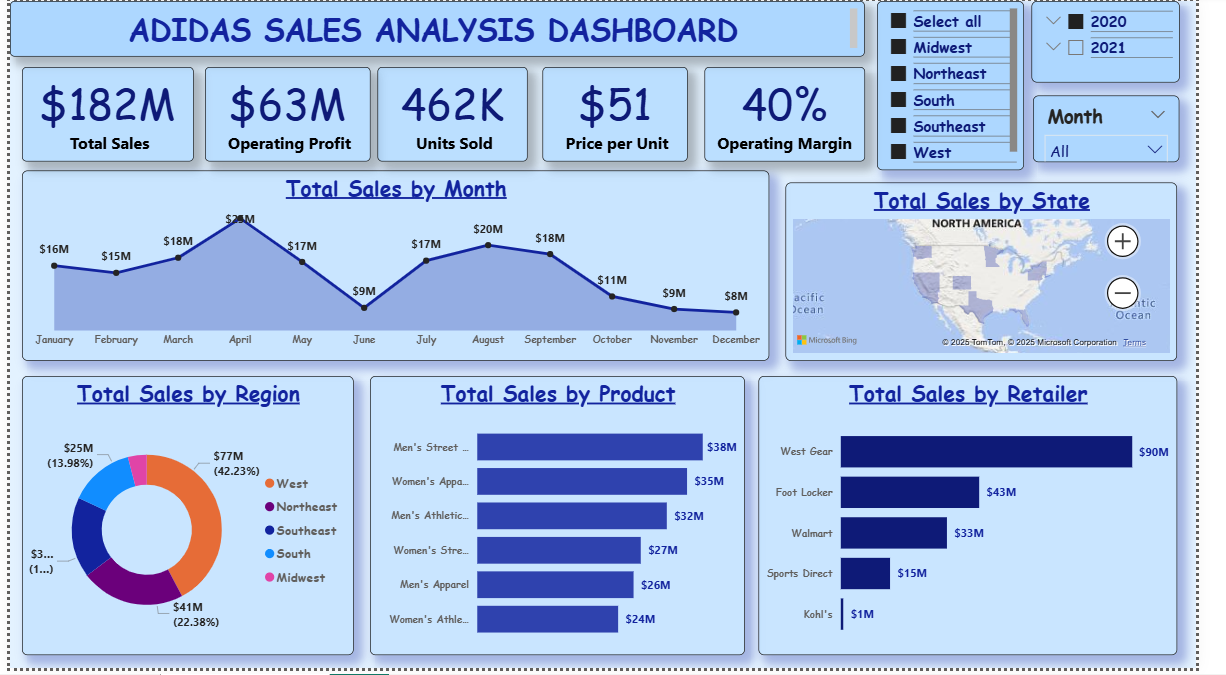 ADIDAS SALES ANALYSIS DASHBOARD
Select all
Midwest
Northeast
South
Southeast
West
2020
2021
Month
All
$182M
Total Sales
$63M
Operating Profit
462K
Units Sold
$51
Price per Unit
40%
Operating Margin
Total Sales by Month
$16M
$15M
$18M
$17M
$9M
$17M
$20M
$18M
$11M
$9M
$8M
January
February
March
April
May
June
July
August
September
October
November
December
Total Sales by State
NORTH AMERICA
acific
Ocean
ntic
Ocean
Microsoft Bing
© 2025 TomTom, © 2025 Microsoft Corporation Terms
Total Sales by Region
$25M
(13.98%)
$77M
(42.23%)
$3...
(1...)
$41M
(22.38%)
West
Northeast
Southeast
South
Midwest
Total Sales by Product
Men's Street ... $38M
Women's Appa... $35M
Men's Athletic... $32M
Women's Stre... $27M
Men's Apparel $26M
Women's Athle... $24M
Total Sales by Retailer
West Gear $90M
Foot Locker $43M
Walmart $33M
Sports Direct $15M
Kohl's $1M